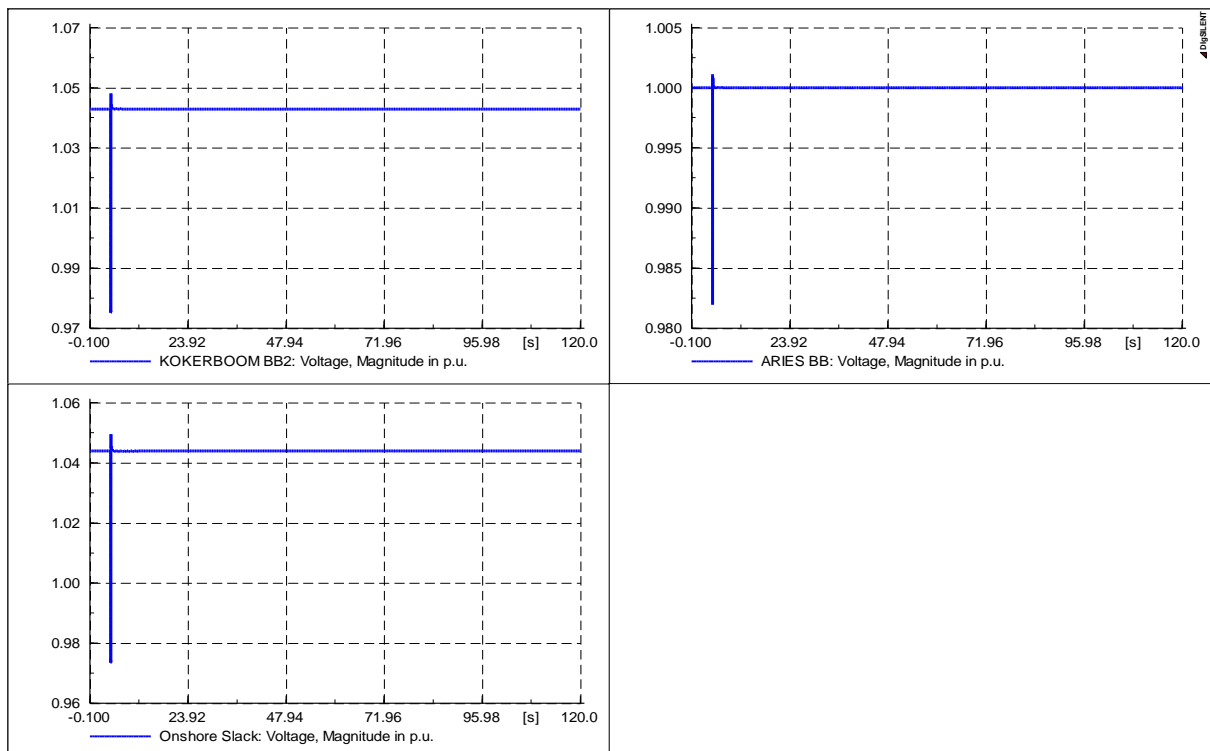 1.07
1.05
1.03
1.01
0.99
0.97
-0.100 23.92 47.94 71.96 95.98 [s] 120.0
KOKERBOOM BB2: Voltage, Magnitude in p.u.
1.005
1.000
0.995
0.990
0.985
0.980
-0.100 23.92 47.94 71.96 95.98 [s] 120.0
ARIES BB: Voltage, Magnitude in p.u.
DIgSILENT
1.06
1.04
1.02
1.00
0.98
0.96
-0.100 23.92 47.94 71.96 95.98 [s] 120.0
Onshore Slack: Voltage, Magnitude in p.u.